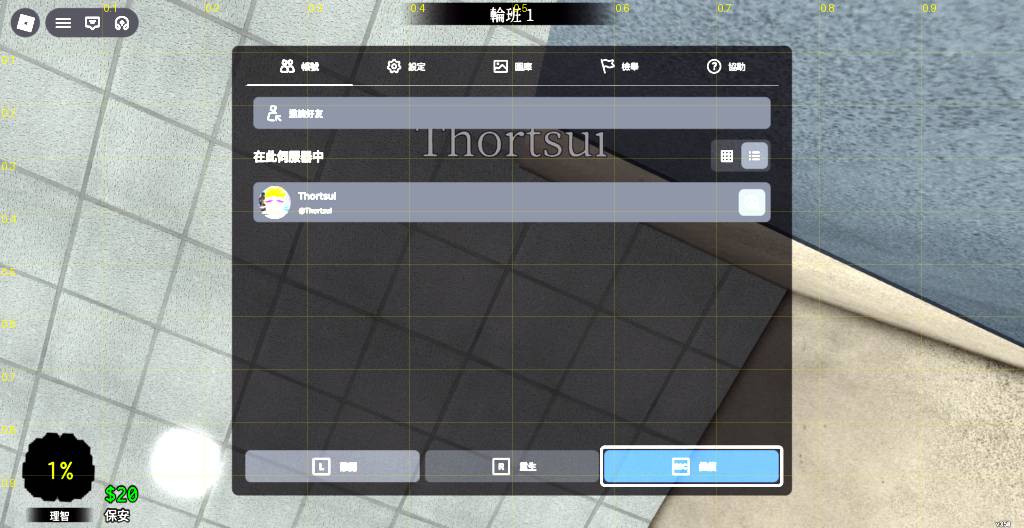 輪班 1
帳號
設定
圖庫
檢舉
協助
邀請好友
Thortsui
在此伺服器中
Thortsui
@Thortsui
L 離開
R 重生
ESC 繼續
1%
理智
$20
保安